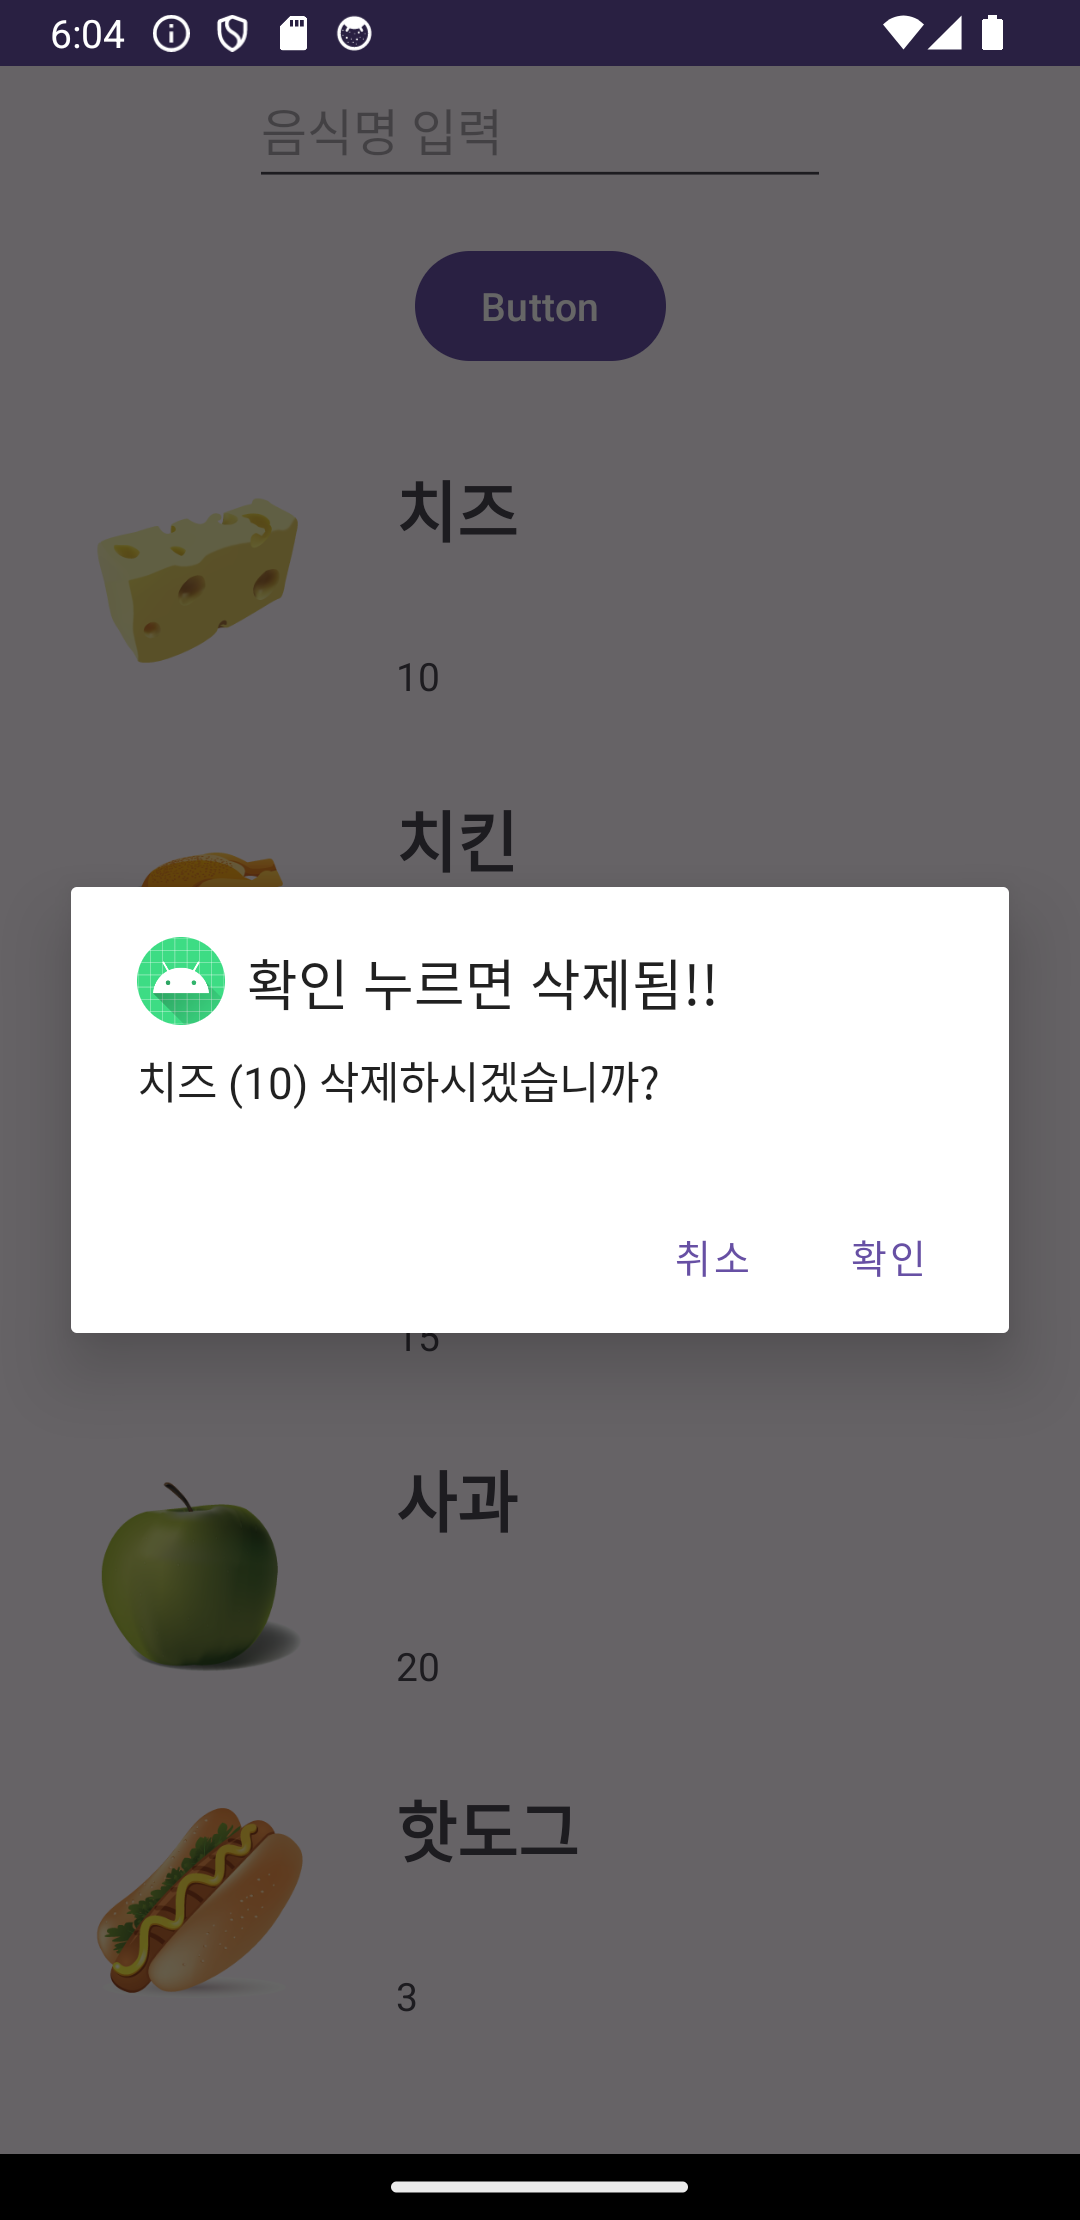 6:04
음식명 입력
Button
치즈
10
치킨
확인 누르면 삭제됨!!
치즈 (10) 삭제하시겠습니까?
취소 확인
15
사과
20
핫도그
3